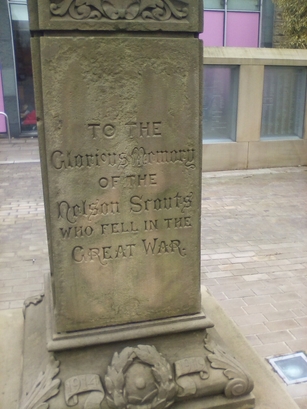 TO THE
Glorious Memory
OF THE
Nelson Scouts
WHO FELL IN THE
GREAT WAR.